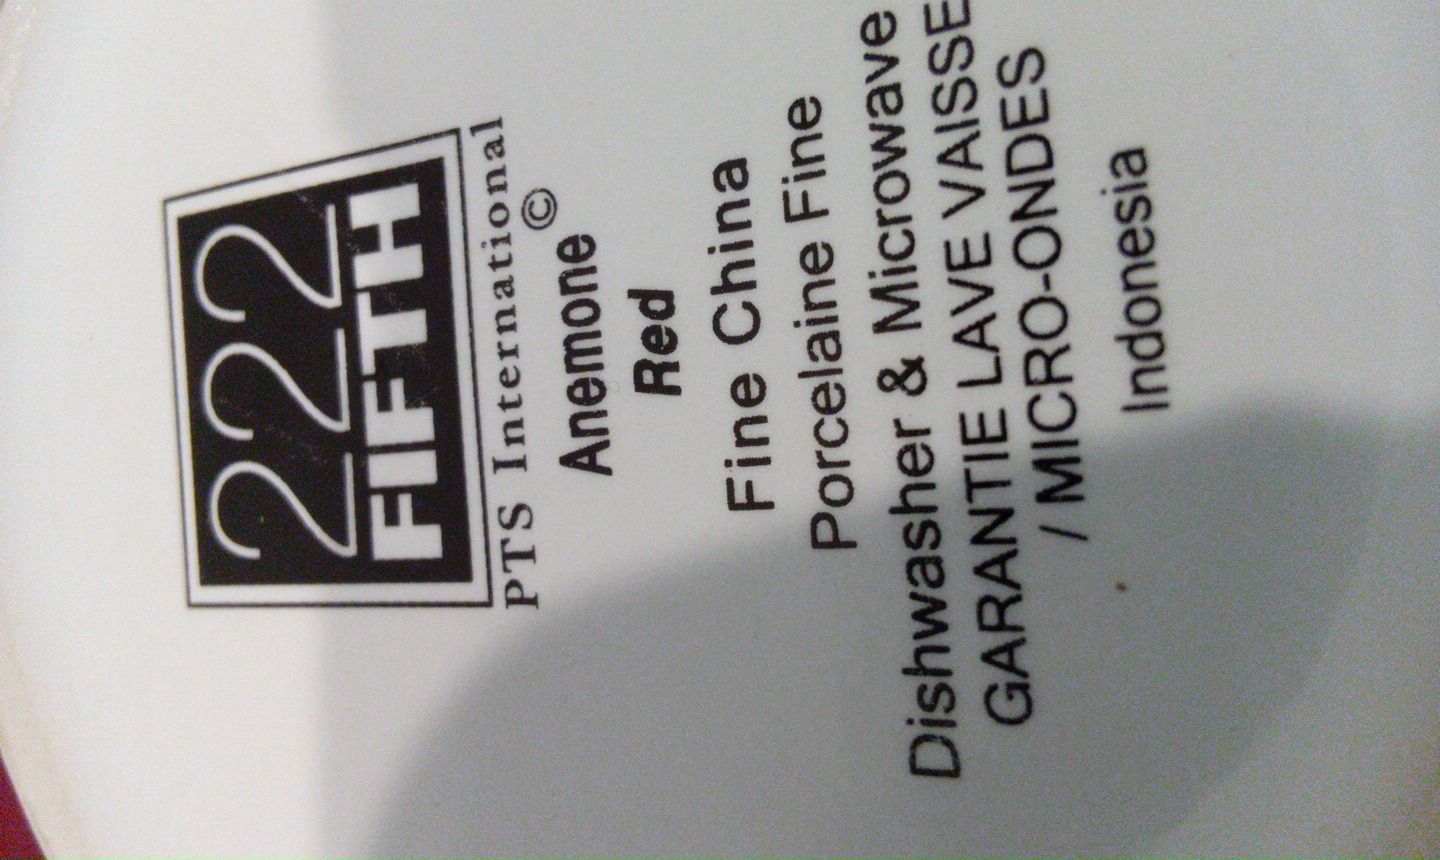 222
FIFTH
PTS International
Anemone©
Red
Fine China
Porcelaine Fine
Dishwasher & Microwave
GARANTIE LAVE VAISSE
/ MICRO-ONDES
Indonesia